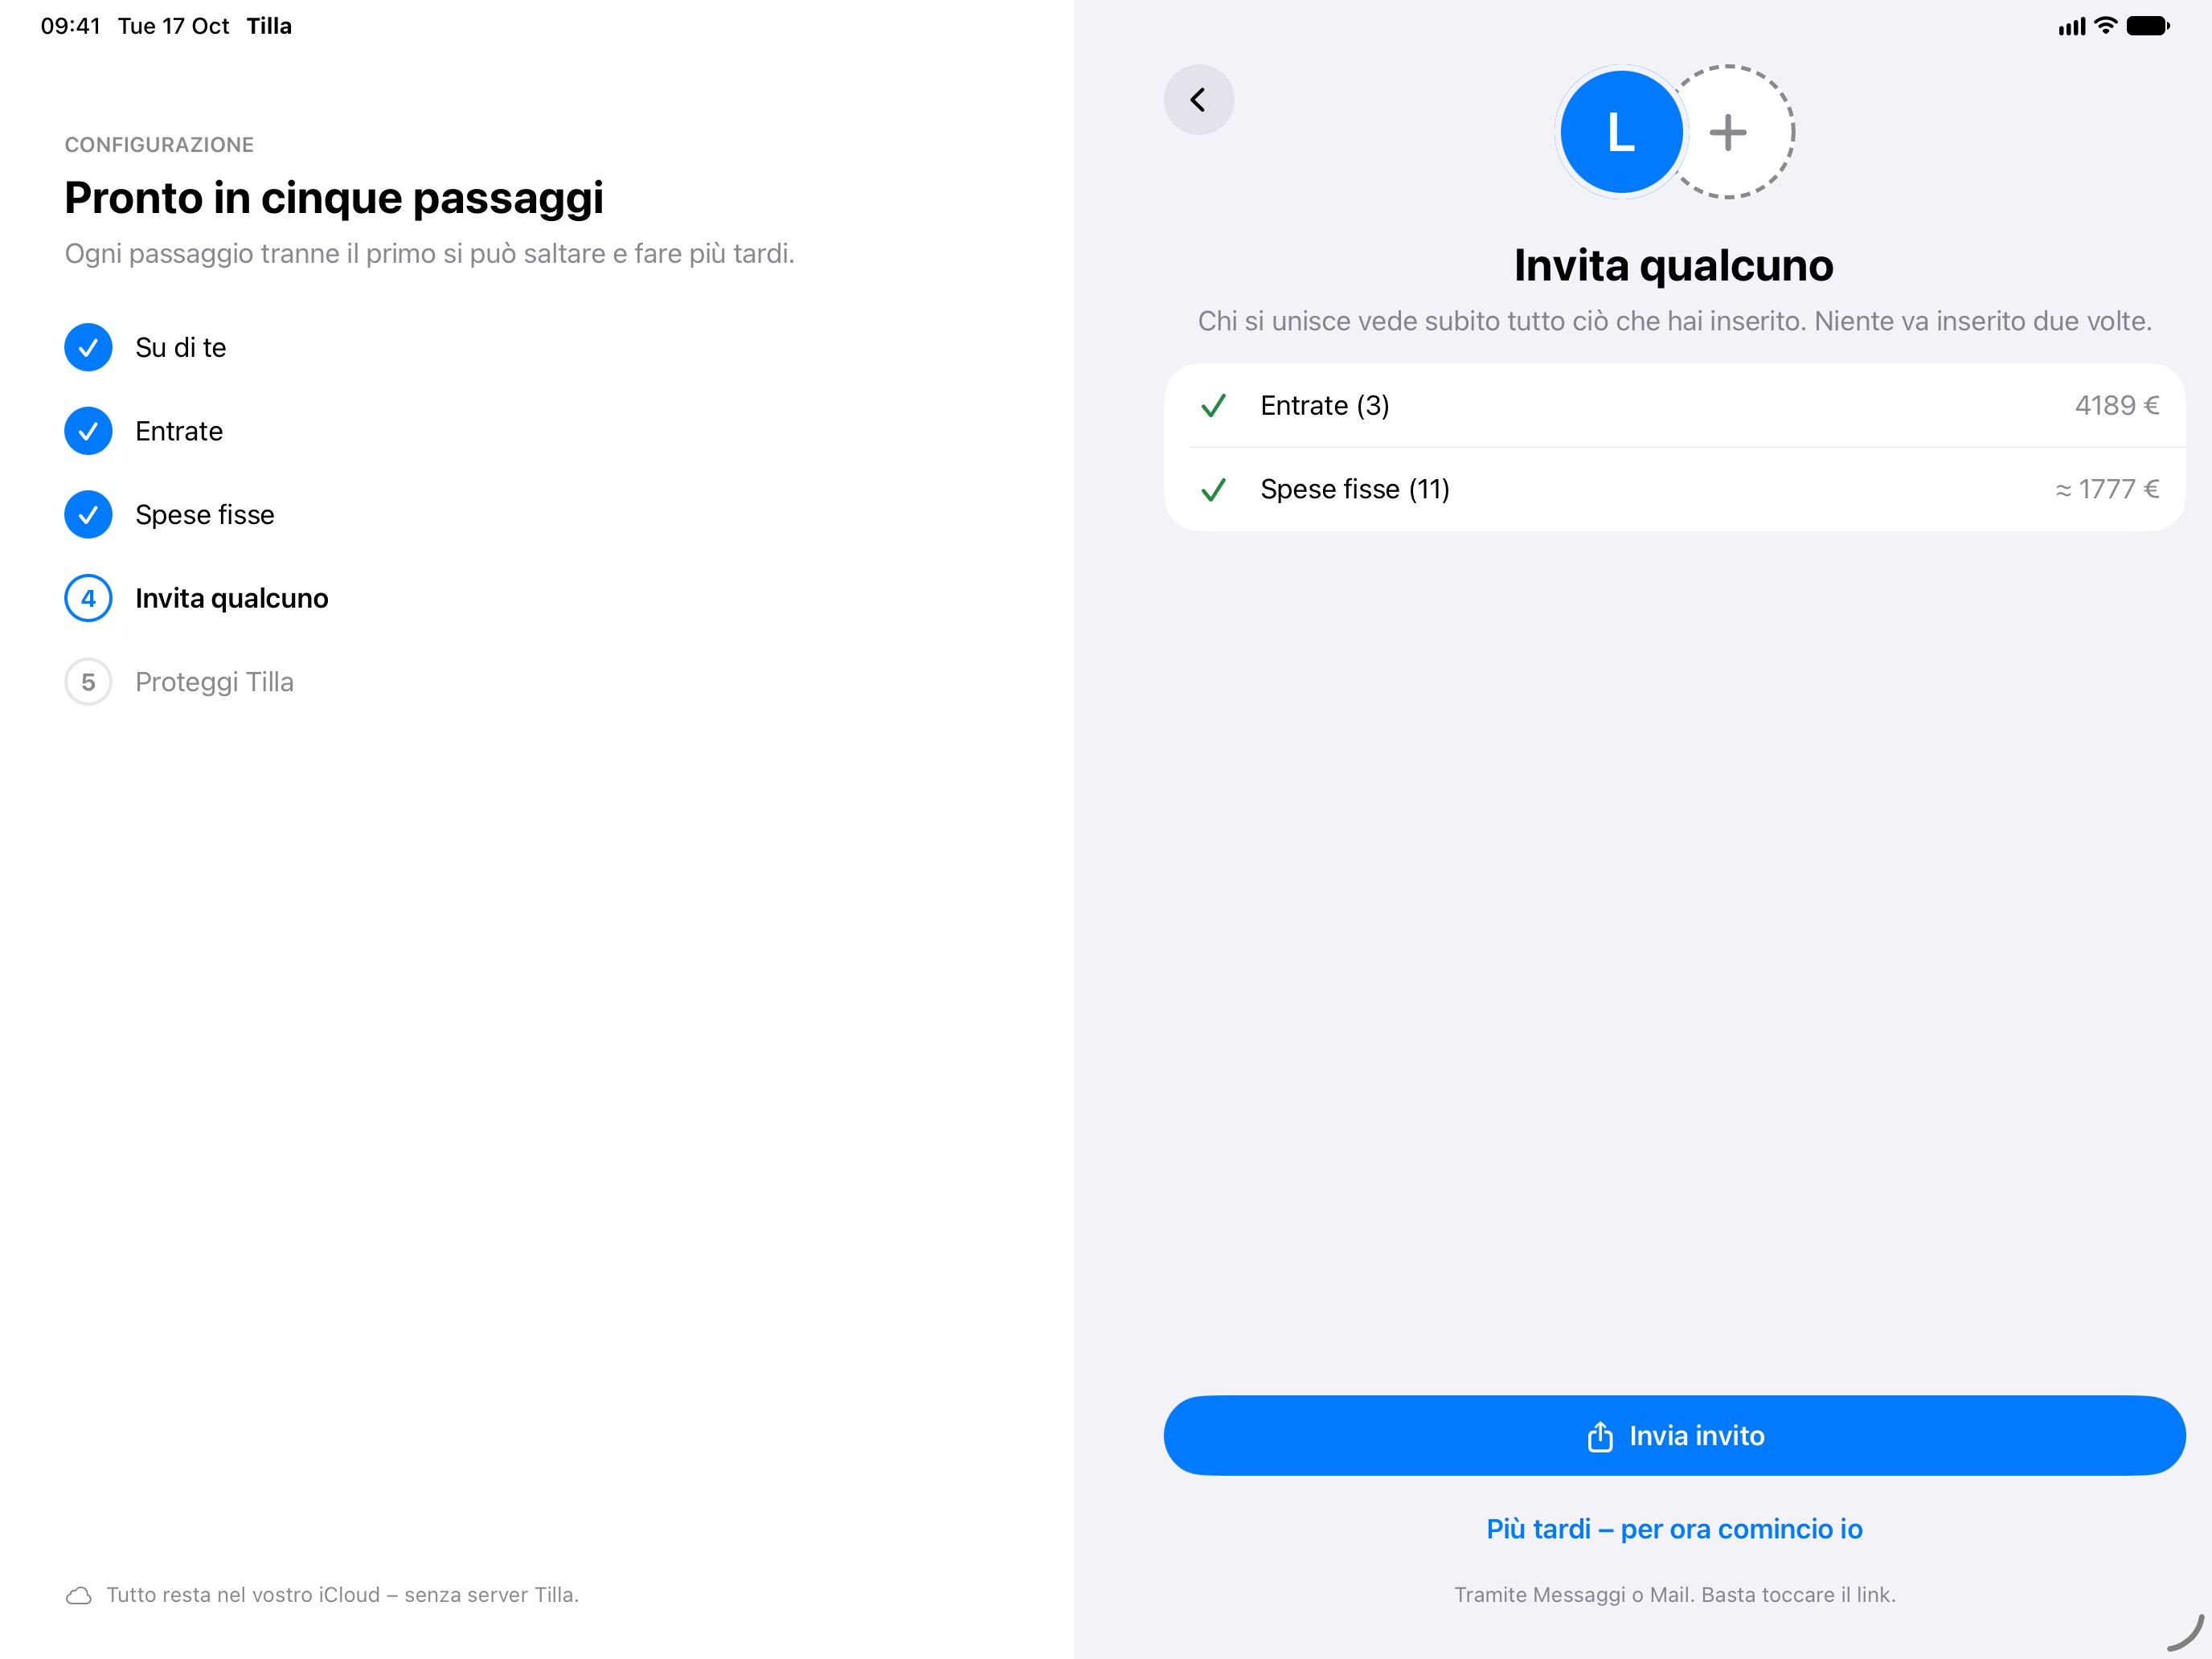 09:41 Tue 17 Oct Tilla
CONFIGURAZIONE
Pronto in cinque passaggi
Ogni passaggio tranne il primo si può saltare e fare più tardi.
Su di te
Entrate
Spese fisse
4 Invita qualcuno
5 Proteggi Tilla
Tutto resta nel vostro iCloud – senza server Tilla.
L
Invita qualcuno
Chi si unisce vede subito tutto ciò che hai inserito. Niente va inserito due volte.
Entrate (3) 4189 €
Spese fisse (11) ≈ 1777 €
Invia invito
Più tardi – per ora comincio io
Tramite Messaggi o Mail. Basta toccare il link.